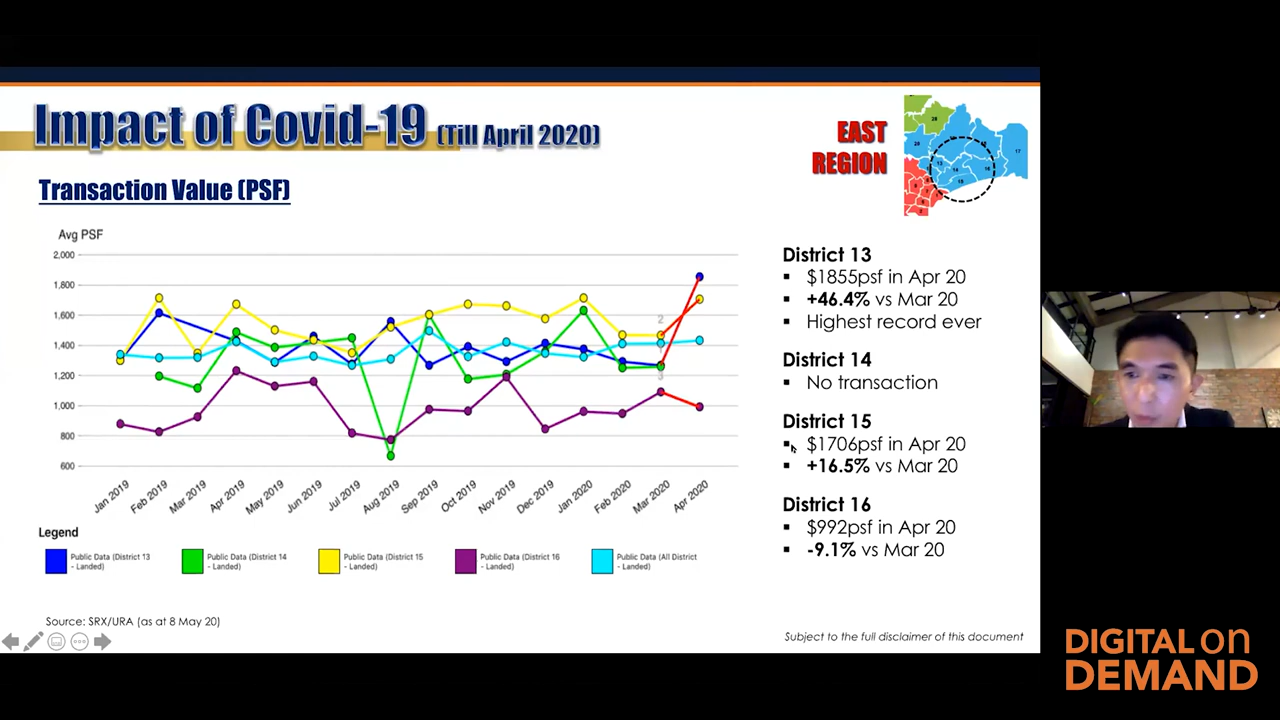 Impact of Covid-19 (Till April 2020)
EAST
REGION
Transaction Value (PSF)
Avg PSF
2,000
1,800
1,600
1,400
1,200
1,000
800
600
2
3
Jan 2019
Feb 2019
Mar 2019
Apr 2019
May 2019
Jun 2019
Jul 2019
Aug 2019
Sep 2019
Oct 2019
Nov 2019
Dec 2019
Jan 2020
Feb 2020
Mar 2020
Apr 2020
Legend
Public Data (District 13
- Landed)
Public Data (District 14
- Landed)
Public Data (District 15
- Landed)
Public Data (District 16
- Landed)
Public Data (All District
- Landed)
District 13
▪ $1855psf in Apr 20
▪ +46.4% vs Mar 20
▪ Highest record ever
District 14
▪ No transaction
District 15
▪ $1706psf in Apr 20
▪ +16.5% vs Mar 20
District 16
▪ $992psf in Apr 20
▪ -9.1% vs Mar 20
Source: SRX/URA (as at 8 May 20)
Subject to the full disclaimer of this document
DIGITAL on
DEMAND